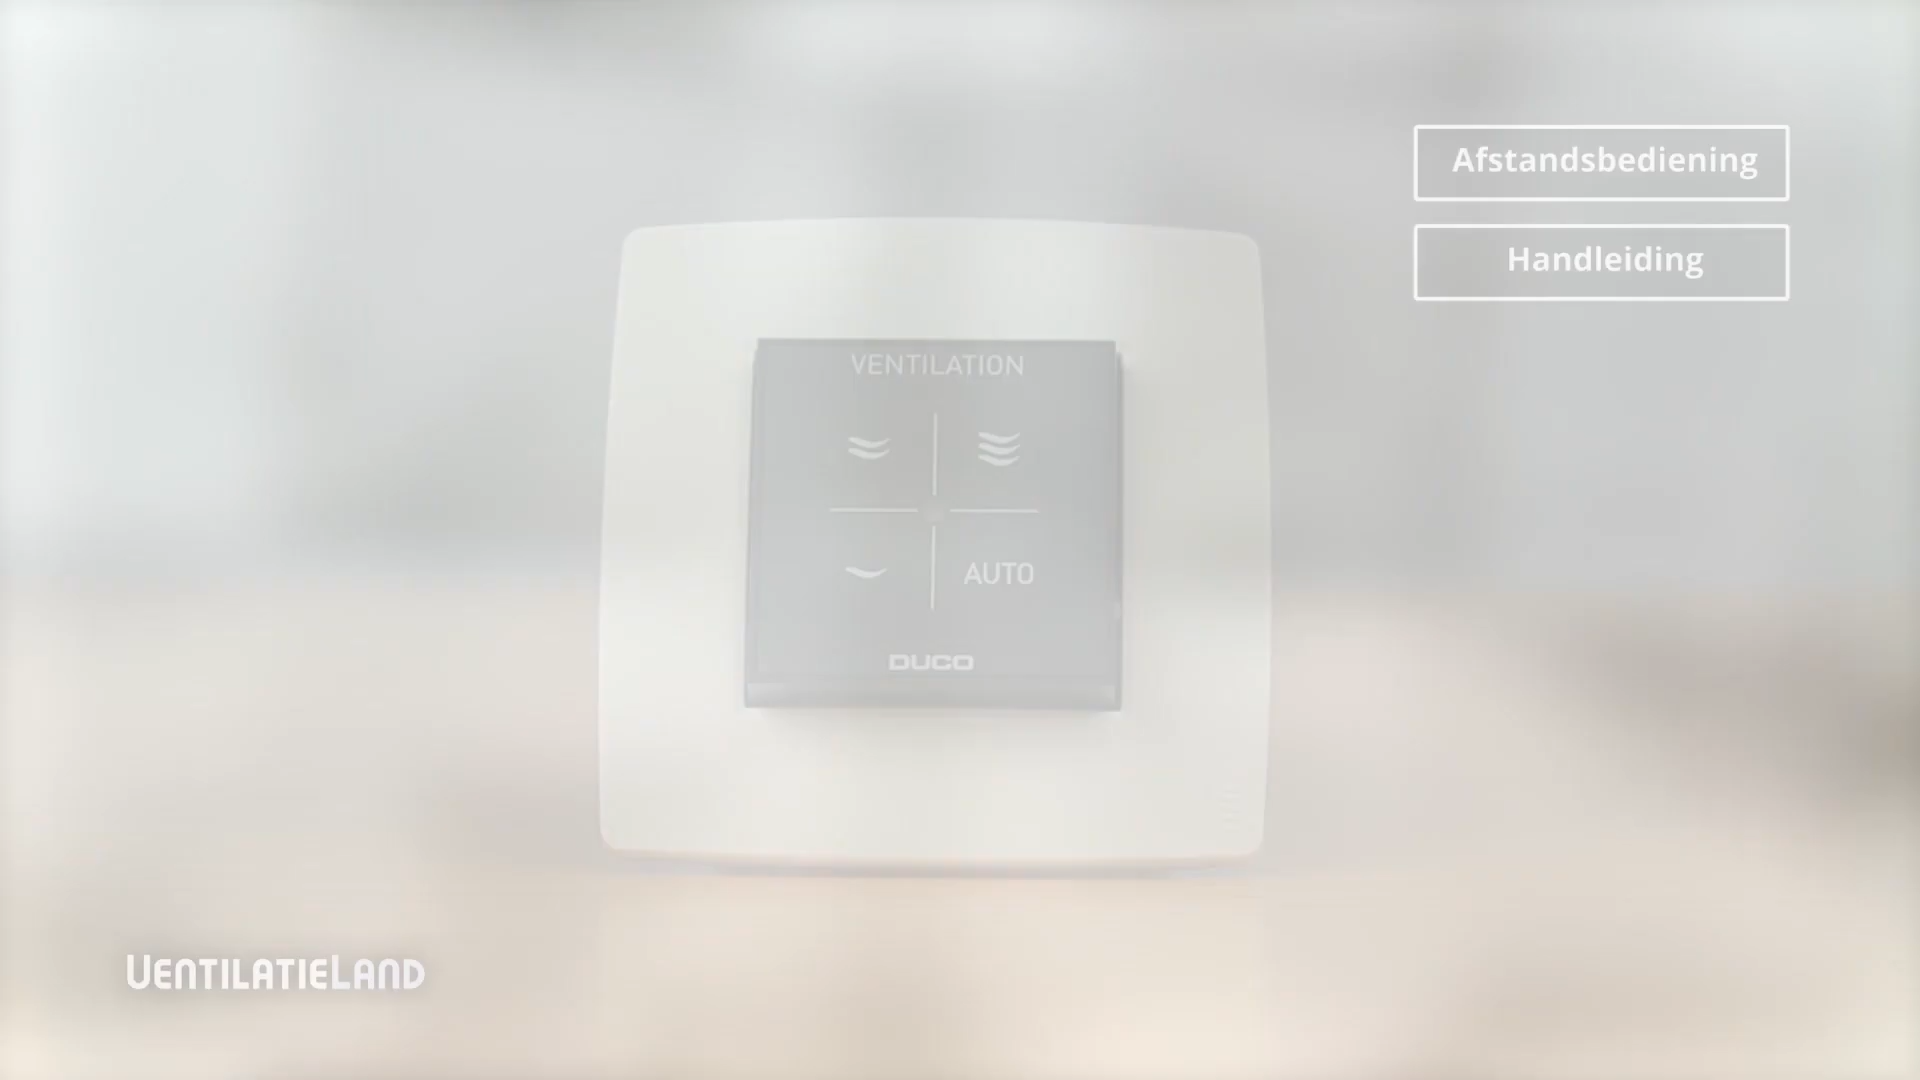 Afstandsbediening
Handleiding
VENTILATION
AUTO
DUCO
VENTILATIELAND